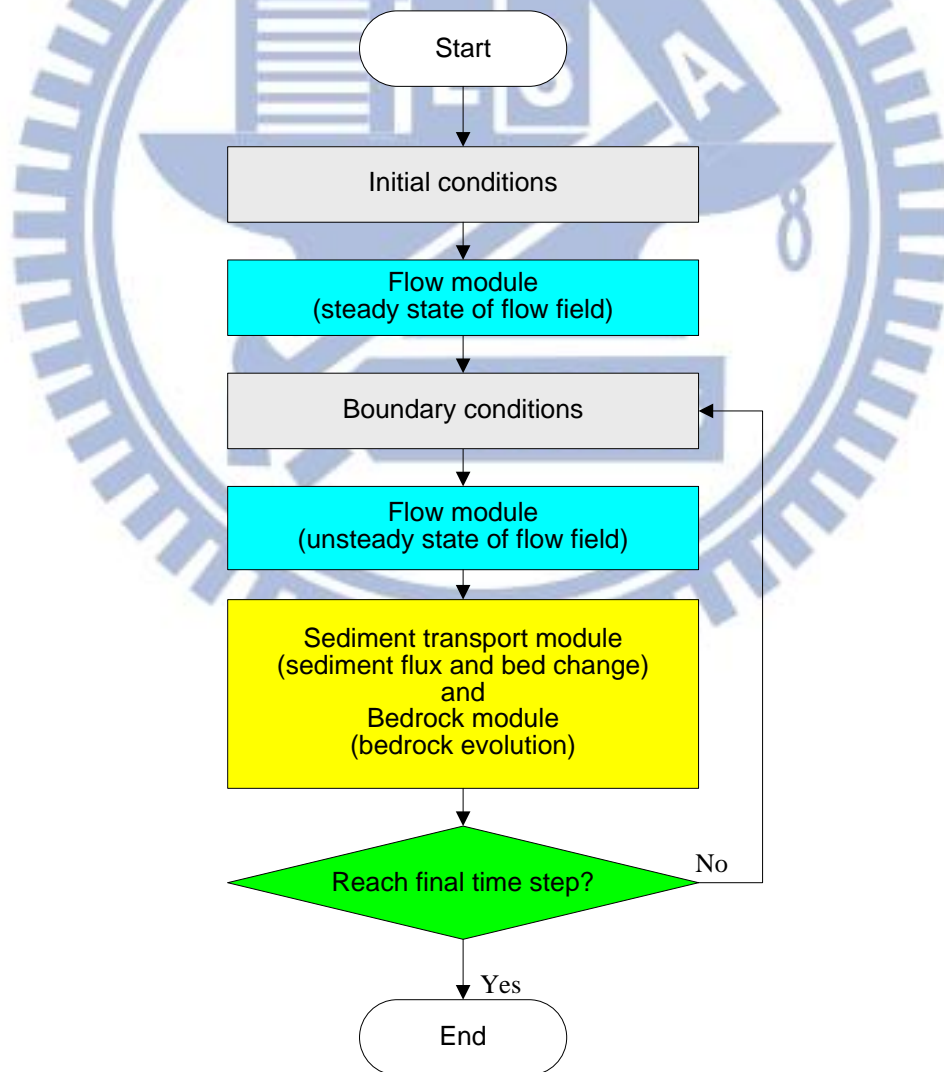 Start
Initial conditions
Flow module
(steady state of flow field)
Boundary conditions
Flow module
(unsteady state of flow field)
Sediment transport module
(sediment flux and bed change)
and
Bedrock module
(bedrock evolution)
Reach final time step?
No
Yes
End